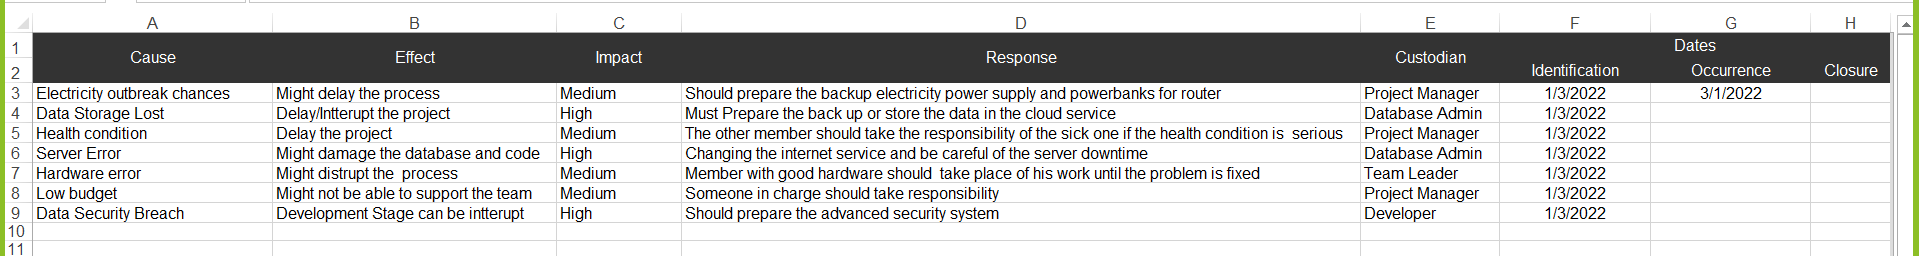 A B C D E F G H
1 Dates
Cause Effect Impact Response Custodian
2 Identification Occurrence Closure
3 Electricity outbreak chances Might delay the process Medium Should prepare the backup electricity power supply and powerbanks for router Project Manager 1/3/2022 3/1/2022
4 Data Storage Lost Delay/Intterupt the project High Must Prepare the back up or store the data in the cloud service Database Admin 1/3/2022
5 Health condition Delay the project Medium The other member should take the responsibility of the sick one if the health condition is serious Project Manager 1/3/2022
6 Server Error Might damage the database and code High Changing the internet service and be careful of the server downtime Database Admin 1/3/2022
7 Hardware error Might distrupt the process Medium Member with good hardware should take place of his work until the problem is fixed Team Leader 1/3/2022
8 Low budget Might not be able to support the team Medium Someone in charge should take responsibility Project Manager 1/3/2022
9 Data Security Breach Development Stage can be intterupt High Should prepare the advanced security system Developer 1/3/2022
10
11